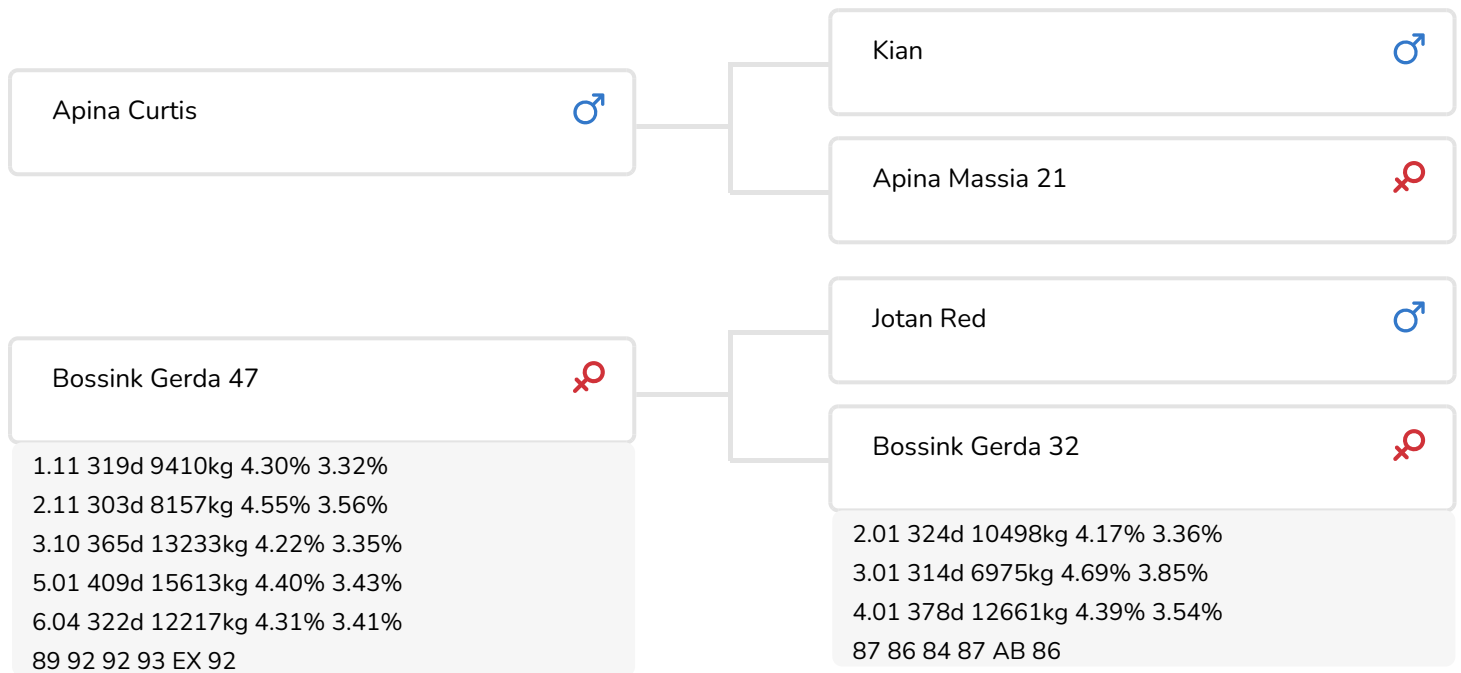 Apina Curtis
Kian
Apina Massia 21
Bossink Gerda 47
1.11 319d 9410kg 4.30% 3.32%
2.11 303d 8157kg 4.55% 3.56%
3.10 365d 13233kg 4.22% 3.35%
5.01 409d 15613kg 4.40% 3.43%
6.04 322d 12217kg 4.31% 3.41%
89 92 92 93 EX 92
Jotan Red
Bossink Gerda 32
2.01 324d 10498kg 4.17% 3.36%
3.01 314d 6975kg 4.69% 3.85%
4.01 378d 12661kg 4.39% 3.54%
87 86 84 87 AB 86